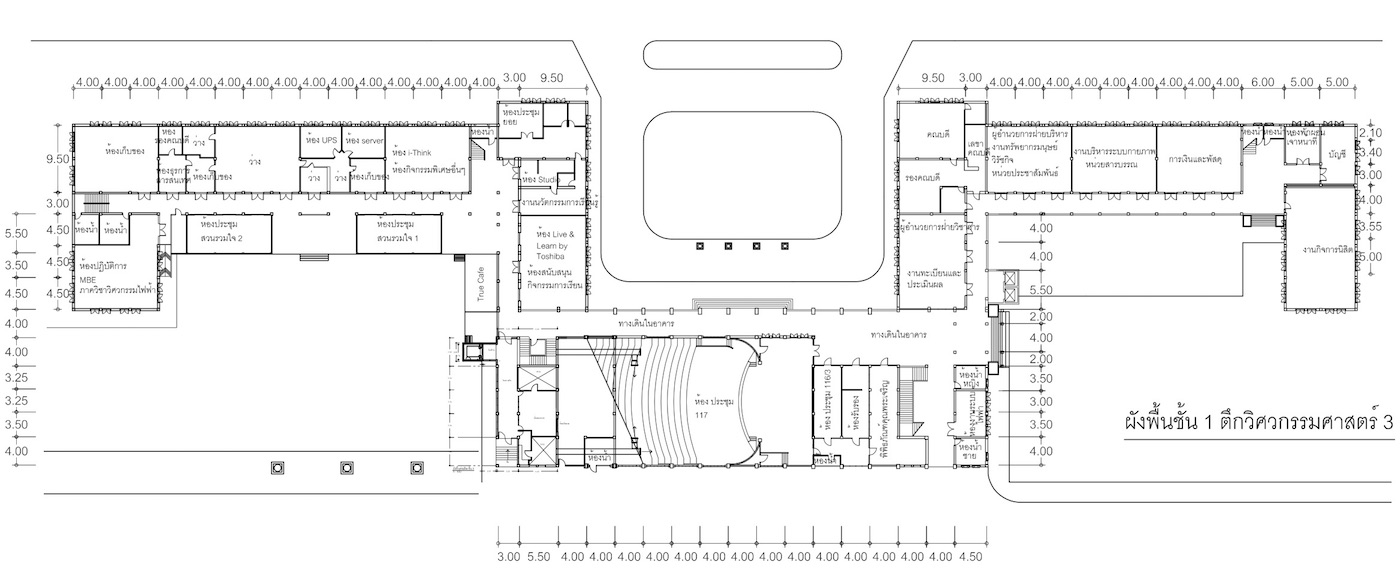 3.00
9.50
9.50
3.00
4.00 4.00 4.00 4.00 4.00 4.00 4.00 4.00 4.00 4.00 4.00 4.00 4.00 4.00 4.00
4.00 4.00 4.00 4.00 4.00 4.00 4.00 4.00 4.00 6.00 5.00 5.00
9.50
3.00
5.50
3.50
4.50
4.00
4.00
3.25
3.25
3.50
4.00
4.50
4.50
4.50
ห้องเก็บของ
ห้อง
รองคณบดี
ว่าง
ห้องธุรการ
สารสนเทศ
ห้องเก็บของ
ว่าง
ห้อง UPS
ห้อง server
ว่าง
ว่าง
ห้องเก็บของ
ห้อง i-Think
ห้องกิจกรรมพิเศษอื่นๆ
ห้องน้ำ
ห้องประชุม
ย่อย
ห้อง Studio
งานนวัตกรรมการเรียนรู้
ห้อง Live &
Learn by
Toshiba
ห้องสนับสนุน
กิจกรรมการเรียน
ห้องน้ำ
ห้องน้ำ
ห้องปฏิบัติการ
MBE
ภาควิชาวิศวกรรมไฟฟ้า
ห้องประชุม
สวนรวมใจ 2
ห้องประชุม
สวนรวมใจ 1
True Cafe
ทางเดินในอาคาร
ทางเดินในอาคาร
คณบดี
เลขา
คณบดี
รองคณบดี
ผู้อำนวยการฝ่ายวิชาการ
งานทะเบียนและ
ประเมินผล
ผู้อำนวยการฝ่ายบริหาร
งานทรัพยากรมนุษย์
วิรัชกิจ
หน่วยประชาสัมพันธ์
งานบริหารระบบกายภาพ
หน่วยสารบรรณ
การเงินและพัสดุ
ห้องน้ำ
ห้องน้ำ
เจ้าหน้าที่
บัญชี
งานกิจการนิสิต
2.10
3.40
3.00
4.00
3.55
5.00
4.00
4.00
5.50
2.00
4.00
2.00
3.50
3.00
3.50
4.00
ห้อง ประชุม
117
ห้องน้ำ
ห้อง ประชุม 116/3
ห้องรับรอง
ห้องน้ำ
พิพิธภัณฑ์คุณพระเจริญ
ห้องน้ำ
หญิง
ห้องงานระบบ
ไฟฟ้า
ห้องน้ำ
ชาย
ผังพื้นชั้น 1 ตึกวิศวกรรมศาสตร์ 3
3.00 5.50 4.00 4.00 4.00 4.00 4.00 4.00 4.00 4.00 4.00 4.00 4.00 4.00 4.00 4.00 4.50